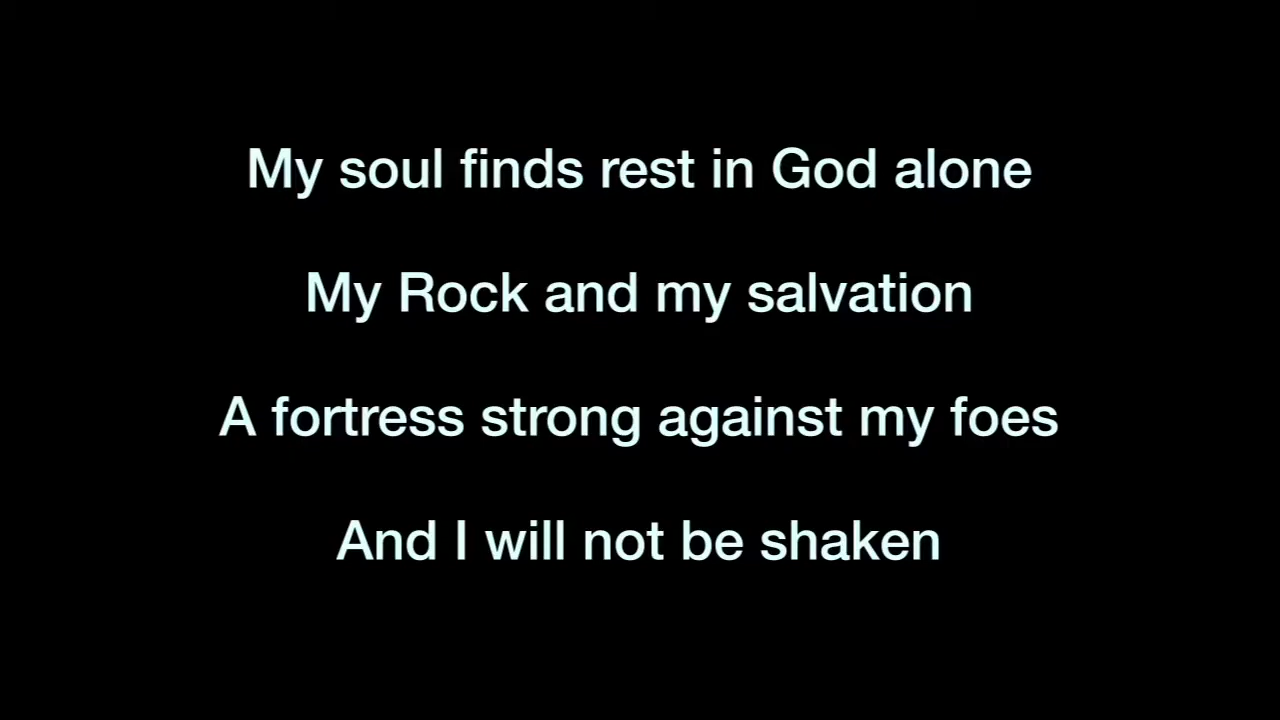 My soul finds rest in God alone
My Rock and my salvation
A fortress strong against my foes
And I will not be shaken